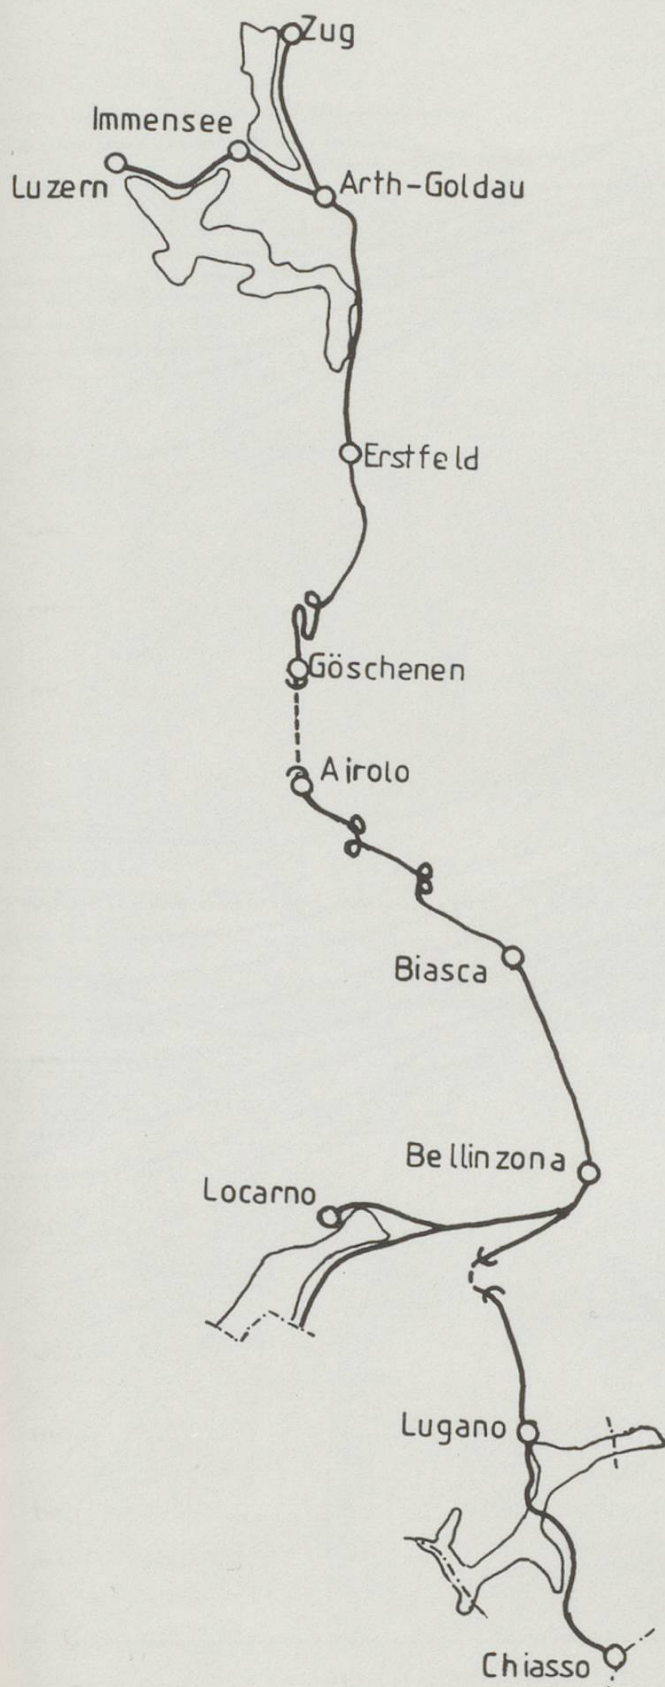 Zug
Immensee
Luzern
Arth-Goldau
Erstfeld
Göschenen
Airolo
Biasca
Bellinzona
Locarno
Lugano
Chiasso